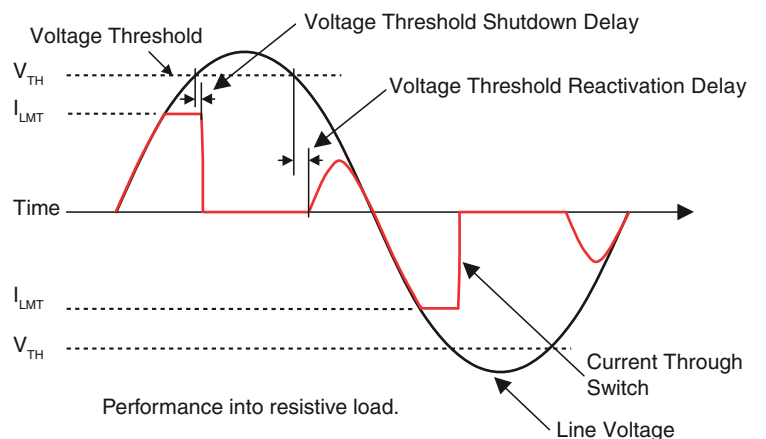 Voltage Threshold Shutdown Delay
Voltage Threshold
V_TH
Voltage Threshold Reactivation Delay
I_LMT
Time
I_LMT
V_TH
Current Through
Switch
Performance into resistive load.
Line Voltage